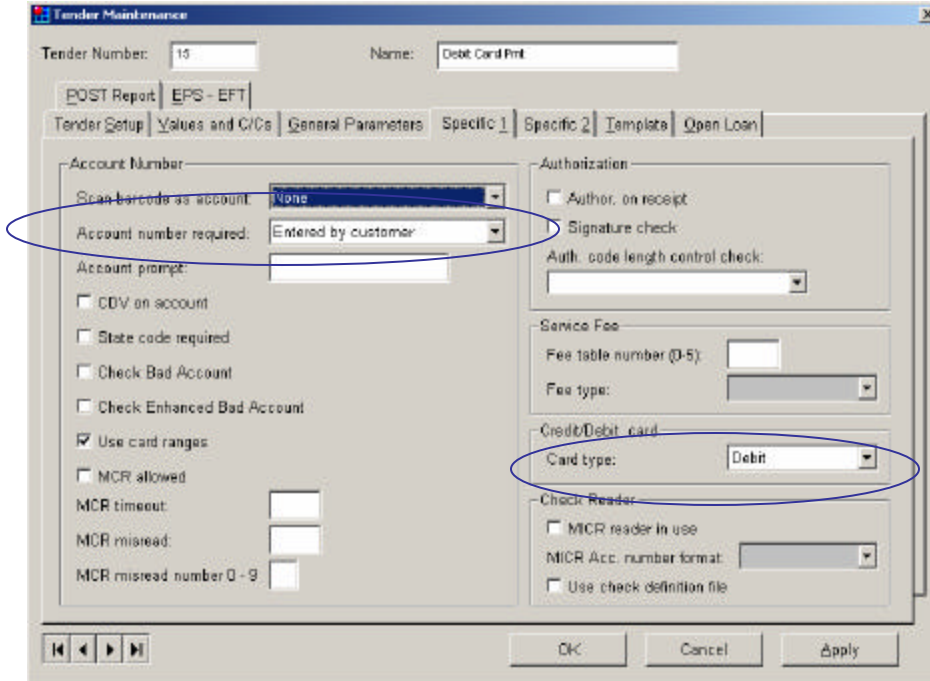 Tender Maintenance
Tender Number: 15 Name: Debit Card Pmt
POST Report EPS - EFT
Tender Setup Values and C/Cs General Parameters Specific 1 Specific 2 Template Open Loan
Account Number
Scan barcode as account: None
Account number required: Entered by customer
Account prompt:
CDV on account
State code required
Check Bad Account
Check Enhanced Bad Account
Use card ranges
MCR allowed
MCR timeout:
MCR misread:
MCR misread number 0 - 9
Authorization
Author. on receipt
Signature check
Auth. code length control check:
Service Fee
Fee table number (0-5):
Fee type:
Credit/Debit card
Card type: Debit
Check Reader
MICR reader in use
MICR Acc. number format:
Use check definition file
OK Cancel Apply